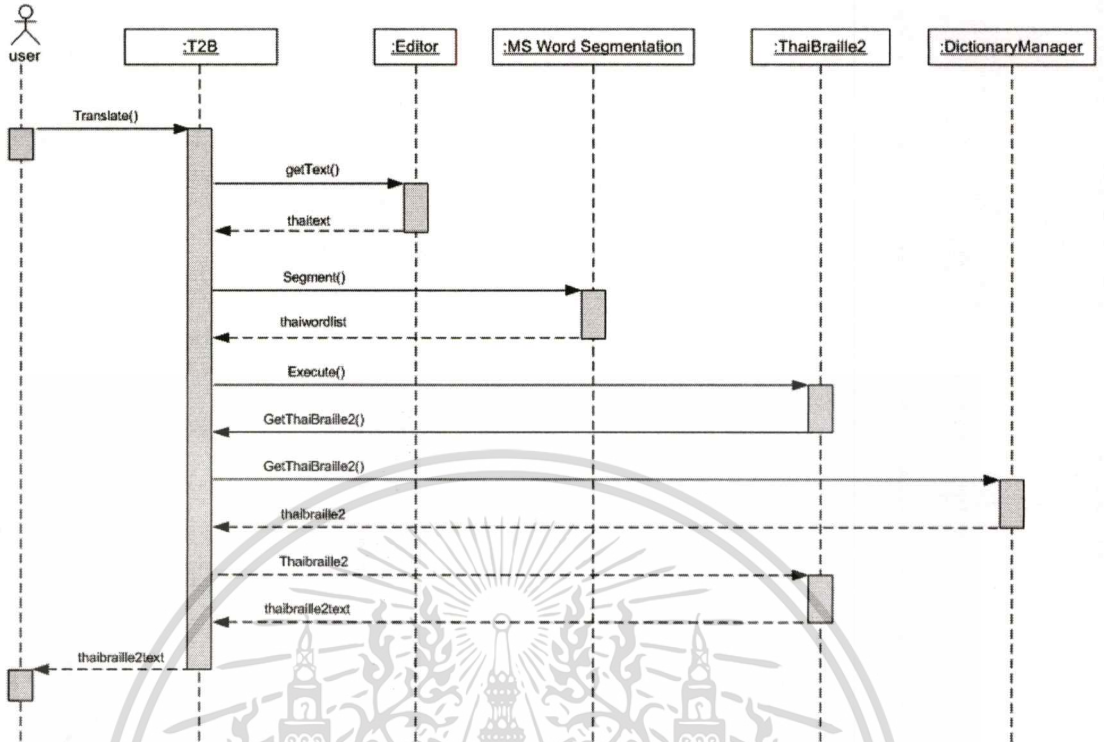 user
:T2B
:Editor
:MS Word Segmentation
:ThaiBraille2
:DictionaryManager
Translate()
getText()
thaitext
Segment()
thaiwordlist
Execute()
GetThaiBraille2()
GetThaiBraille2()
thaibraille2
Thaibraille2
thaibraille2text
thaibraille2text